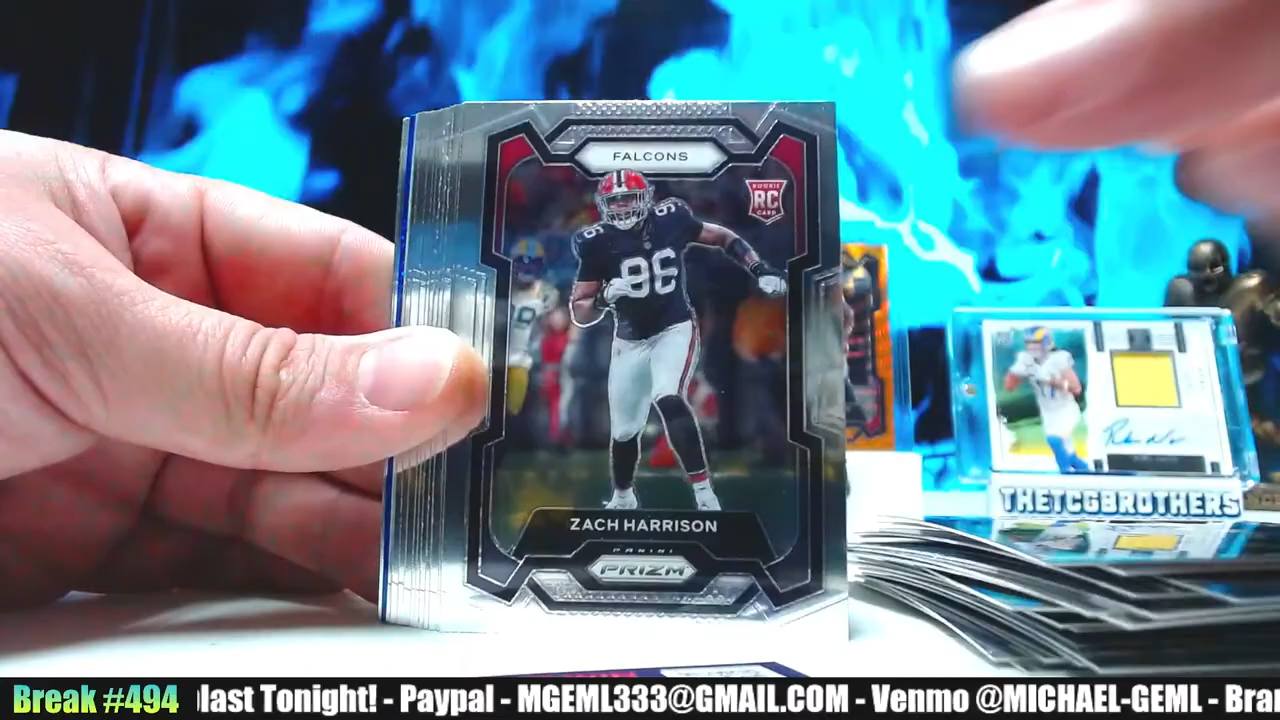 FALCONS
ROOKIE
RC
CARD
96
96
ZACH HARRISON
PANINI
PRIZM
THETCGBROTHERS
Break #494
last Tonight! - Paypal - MGEML333@GMAIL.COM - Venmo @MICHAEL-GEML - Bra